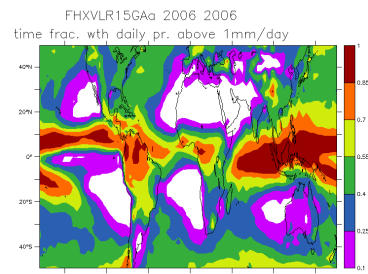 FHXVLR15GAa 2006 2006
time frac. wth daily pr. above 1mm/day
40°N
20°N
0°
20°S
40°S
1
0.85
0.7
0.55
0.4
0.25
0.1